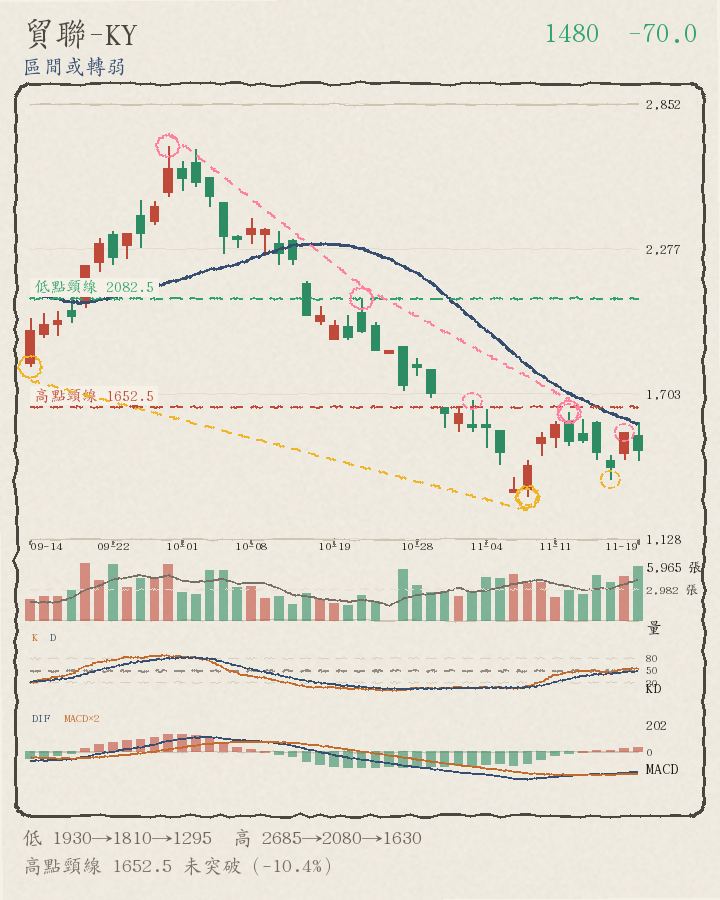 貿聯-KY
1480 -70.0
區間或轉弱
2,852
2,277
低點頸線 2082.5
高點頸線 1652.5
1,703
1,128
09-14 09-22 10-01 10-08 10-19 10-28 11-04 11-11 11-19
5,965 張
2,982 張
量
K D
80
50
20
KD
DIF MACD×2
202
0
MACD
低 1930→1810→1295 高 2685→2080→1630
高點頸線 1652.5 未突破 (-10.4%)